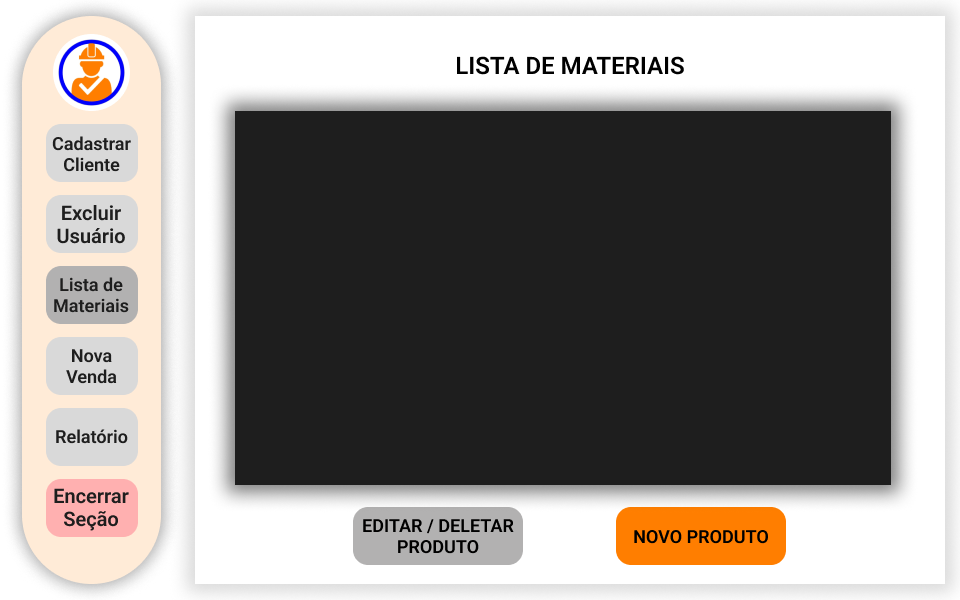 Cadastrar
Cliente
Excluir
Usuário
Lista de
Materiais
Nova
Venda
Relatório
Encerrar
Seção
LISTA DE MATERIAIS
EDITAR / DELETAR
PRODUTO
NOVO PRODUTO